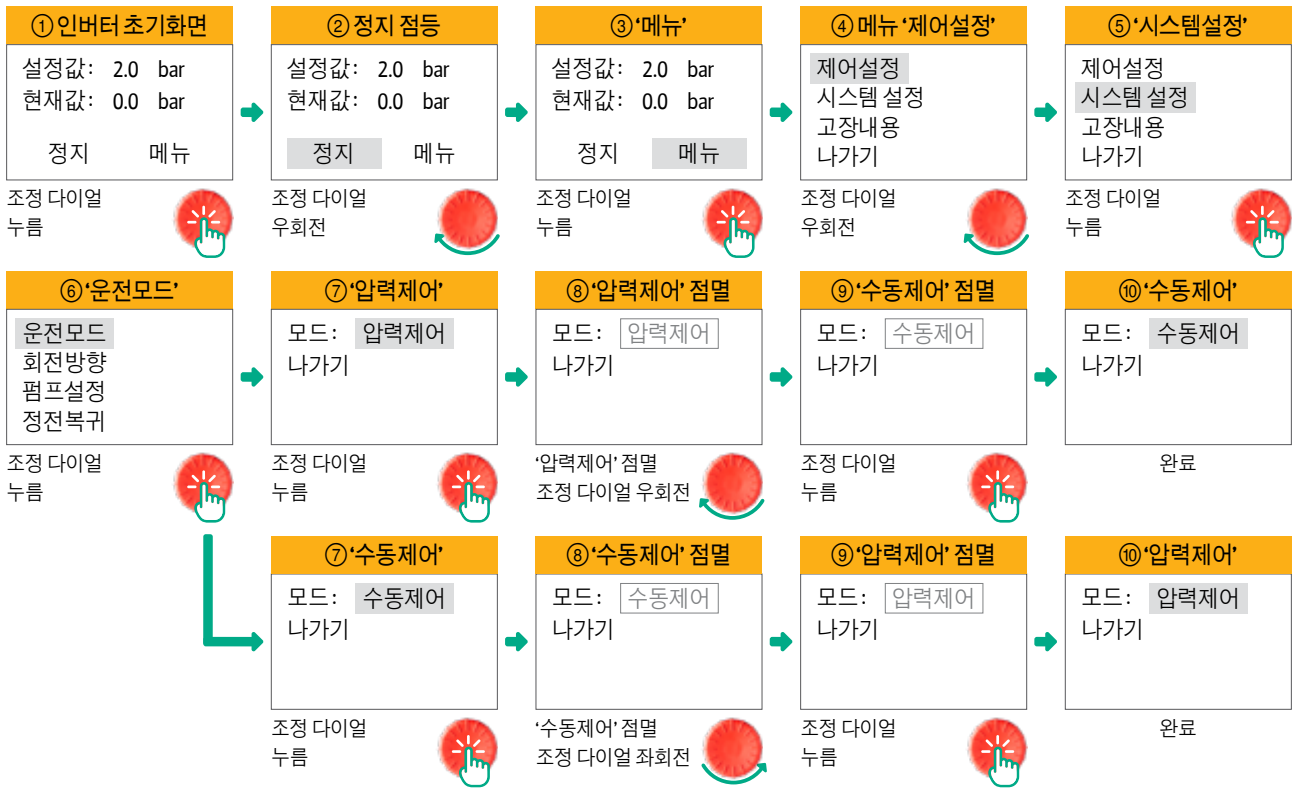 ① 인버터 초기화면
설정값: 2.0 bar
현재값: 0.0 bar
정지 메뉴
조정 다이얼
누름
② 정지 점등
설정값: 2.0 bar
현재값: 0.0 bar
정지 메뉴
조정 다이얼
우회전
③ ‘메뉴’
설정값: 2.0 bar
현재값: 0.0 bar
정지 메뉴
조정 다이얼
누름
④ 메뉴 ‘제어설정’
제어설정
시스템 설정
고장내용
나가기
조정 다이얼
우회전
⑤ ‘시스템설정’
제어설정
시스템 설정
고장내용
나가기
조정 다이얼
누름
⑥ ‘운전모드’
운전모드
회전방향
펌프설정
정전복귀
조정 다이얼
누름
⑦ ‘압력제어’
모드: 압력제어
나가기
조정 다이얼
누름
⑧ ‘압력제어’ 점멸
모드: 압력제어
나가기
‘압력제어’ 점멸
조정 다이얼 우회전
⑨ ‘수동제어’ 점멸
모드: 수동제어
나가기
조정 다이얼
누름
⑩ ‘수동제어’
모드: 수동제어
나가기
완료
⑦ ‘수동제어’
모드: 수동제어
나가기
조정 다이얼
누름
⑧ ‘수동제어’ 점멸
모드: 수동제어
나가기
‘수동제어’ 점멸
조정 다이얼 좌회전
⑨ ‘압력제어’ 점멸
모드: 압력제어
나가기
조정 다이얼
누름
⑩ ‘압력제어’
모드: 압력제어
나가기
완료